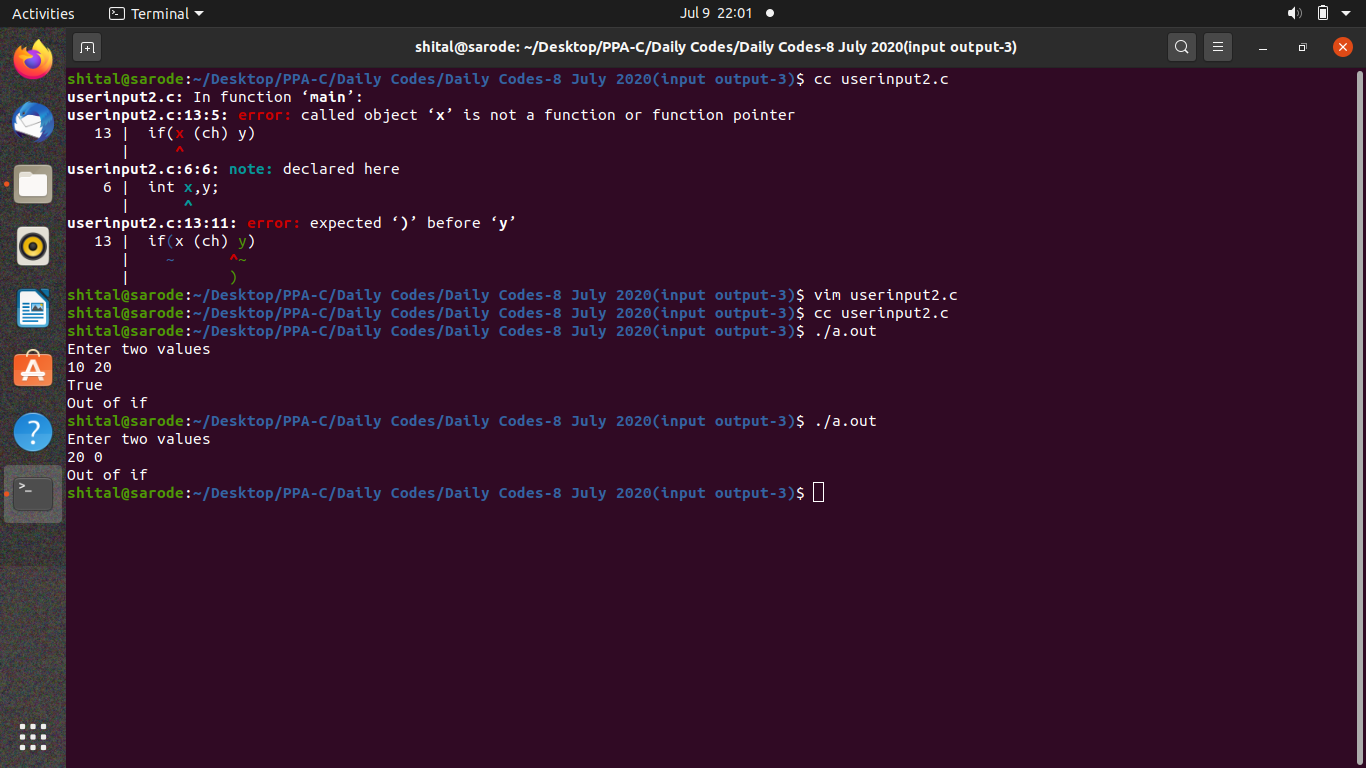 Activities Terminal Jul 9 22:01
shital@sarode: ~/Desktop/PPA-C/Daily Codes/Daily Codes-8 July 2020(input output-3)
shital@sarode:~/Desktop/PPA-C/Daily Codes/Daily Codes-8 July 2020(input output-3)$ cc userinput2.c
userinput2.c: In function ‘main’:
userinput2.c:13:5: error: called object ‘x’ is not a function or function pointer
   13 |  if(x (ch) y)
      |     ^
userinput2.c:6:6: note: declared here
    6 |  int x,y;
      |      ^
userinput2.c:13:11: error: expected ‘)’ before ‘y’
   13 |  if(x (ch) y)
      |    ~      ^~
      |           )
shital@sarode:~/Desktop/PPA-C/Daily Codes/Daily Codes-8 July 2020(input output-3)$ vim userinput2.c
shital@sarode:~/Desktop/PPA-C/Daily Codes/Daily Codes-8 July 2020(input output-3)$ cc userinput2.c
shital@sarode:~/Desktop/PPA-C/Daily Codes/Daily Codes-8 July 2020(input output-3)$ ./a.out
Enter two values
10 20
True
Out of if
shital@sarode:~/Desktop/PPA-C/Daily Codes/Daily Codes-8 July 2020(input output-3)$ ./a.out
Enter two values
20 0
Out of if
shital@sarode:~/Desktop/PPA-C/Daily Codes/Daily Codes-8 July 2020(input output-3)$